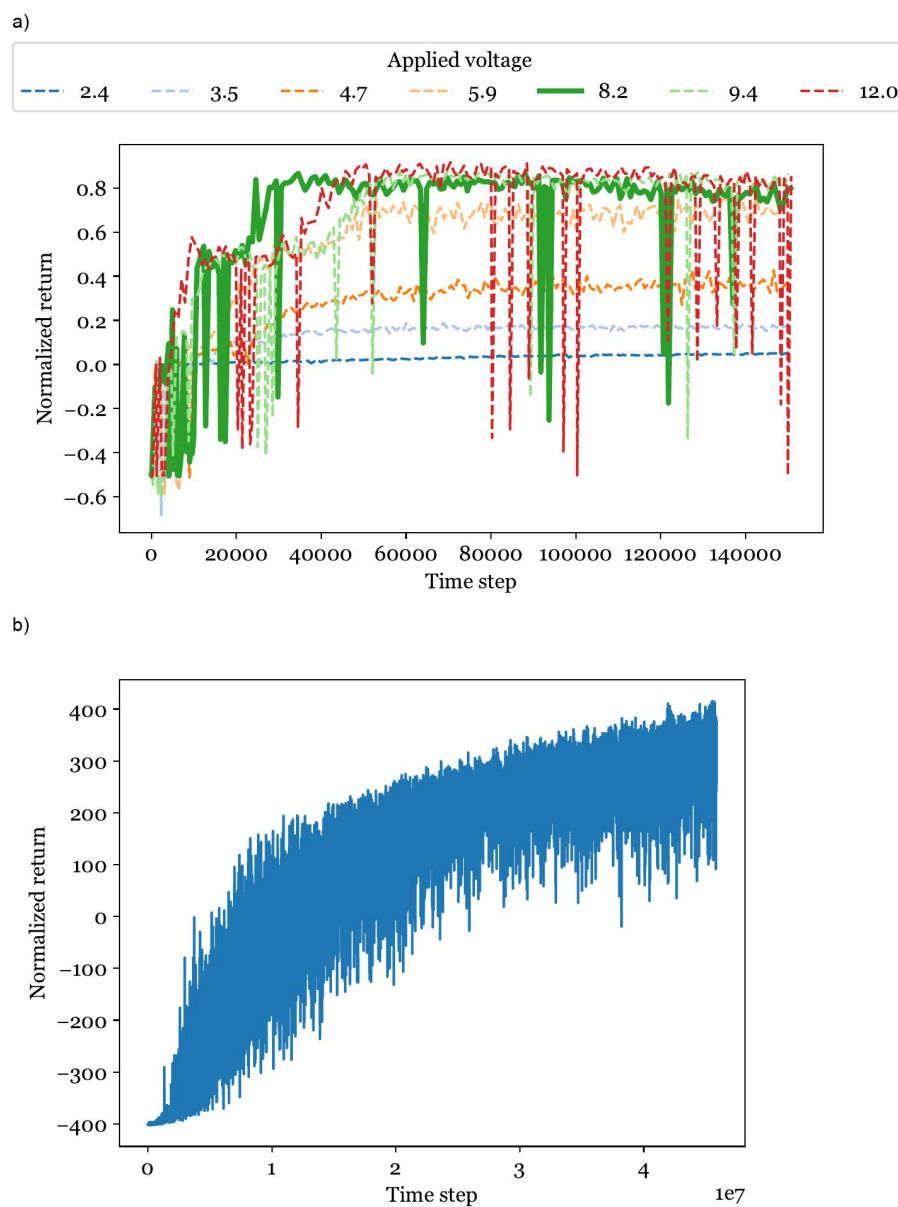 a)
Applied voltage
2.4 3.5 4.7 5.9 8.2 9.4 12.0
0.8
0.6
0.4
0.2
0.0
−0.2
−0.4
−0.6
Normalized return
0 20000 40000 60000 80000 100000 120000 140000
Time step
b)
400
300
200
100
0
−100
−200
−300
−400
Normalized return
0 1 2 3 4
Time step
1e7